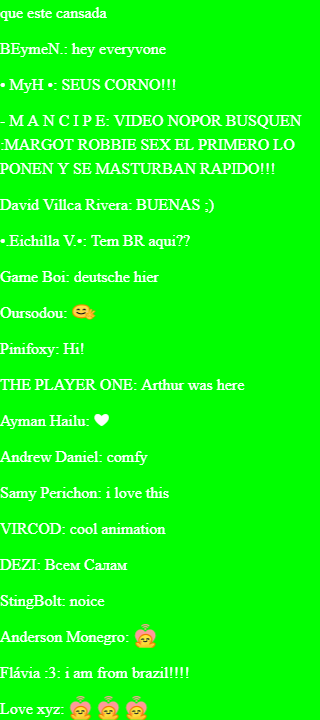 que este cansada
BEymeN.: hey everyvone
• MyH •: SEUS CORNO!!!
- M A N C I P E: VIDEO NOPOR BUSQUEN
:MARGOT ROBBIE SEX EL PRIMERO LO
PONEN Y SE MASTURBAN RAPIDO!!!
David Villca Rivera: BUENAS ;)
•.Eichilla V.•: Tem BR aqui??
Game Boi: deutsche hier
Oursodou: 🤗
Pinifoxy: Hi!
THE PLAYER ONE: Arthur was here
Ayman Hailu: 🤍
Andrew Daniel: comfy
Samy Perichon: i love this
VIRCOD: cool animation
DEZI: Всем Салам
StingBolt: noice
Anderson Monegro:
Flávia :3: i am from brazil!!!!
Love xyz: